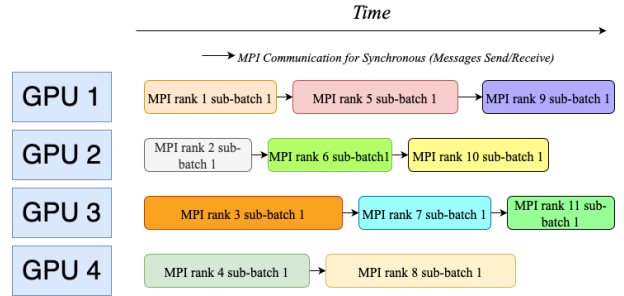 Time
MPI Communication for Synchronous (Messages Send/Receive)
GPU 1
MPI rank 1 sub-batch 1
MPI rank 5 sub-batch 1
MPI rank 9 sub-batch 1
GPU 2
MPI rank 2 sub-
batch 1
MPI rank 6 sub-batch1
MPI rank 10 sub-batch 1
GPU 3
MPI rank 3 sub-batch 1
MPI rank 7 sub-batch 1
MPI rank 11 sub-
batch 1
GPU 4
MPI rank 4 sub-batch 1
MPI rank 8 sub-batch 1